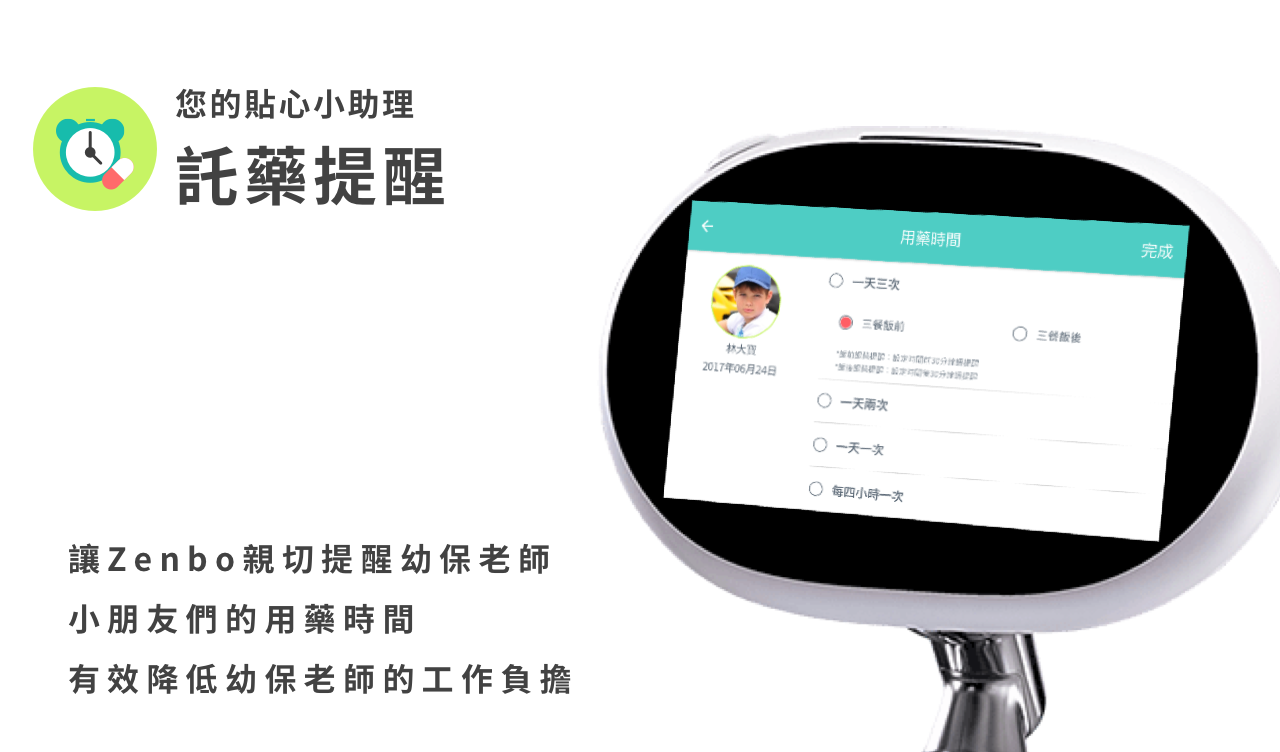 您的貼心小助理
託藥提醒
用藥時間
完成
林大寶
2017年06月24日
一天三次
三餐飯前
三餐飯後
一天兩次
一天一次
每四小時一次
讓Zenbo親切提醒幼保老師
小朋友們的用藥時間
有效降低幼保老師的工作負擔